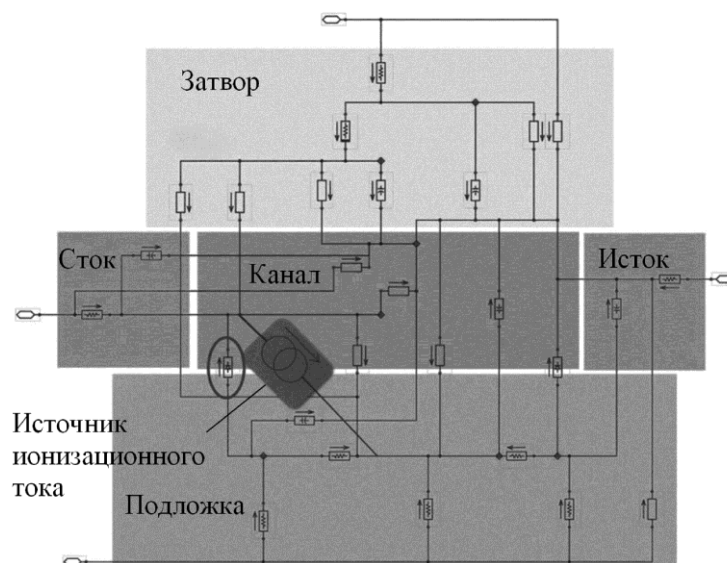 Затвор
Сток
Канал
Исток
Источник
ионизационного
тока
Подложка